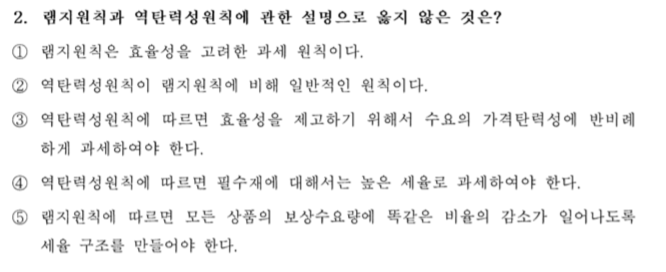 2. 램지원칙과 역탄력성원칙에 관한 설명으로 옳지 않은 것은?
① 램지원칙은 효율성을 고려한 과세 원칙이다.
② 역탄력성원칙이 램지원칙에 비해 일반적인 원칙이다.
③ 역탄력성원칙에 따르면 효율성을 제고하기 위해서 수요의 가격탄력성에 반비례
하게 과세하여야 한다.
④ 역탄력성원칙에 따르면 필수재에 대해서는 높은 세율로 과세하여야 한다.
⑤ 램지원칙에 따르면 모든 상품의 보상수요량에 똑같은 비율의 감소가 일어나도록
세율 구조를 만들어야 한다.